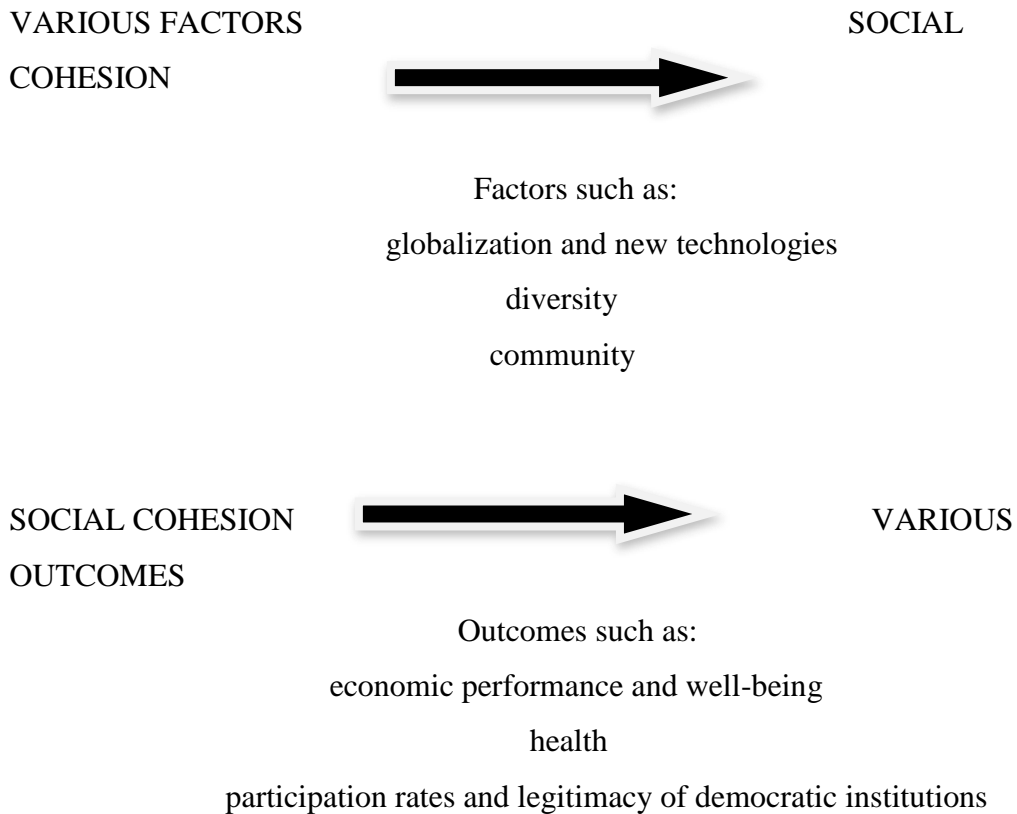 VARIOUS FACTORS SOCIAL
COHESION
Factors such as:
globalization and new technologies
diversity
community
SOCIAL COHESION VARIOUS
OUTCOMES
Outcomes such as:
economic performance and well-being
health
participation rates and legitimacy of democratic institutions